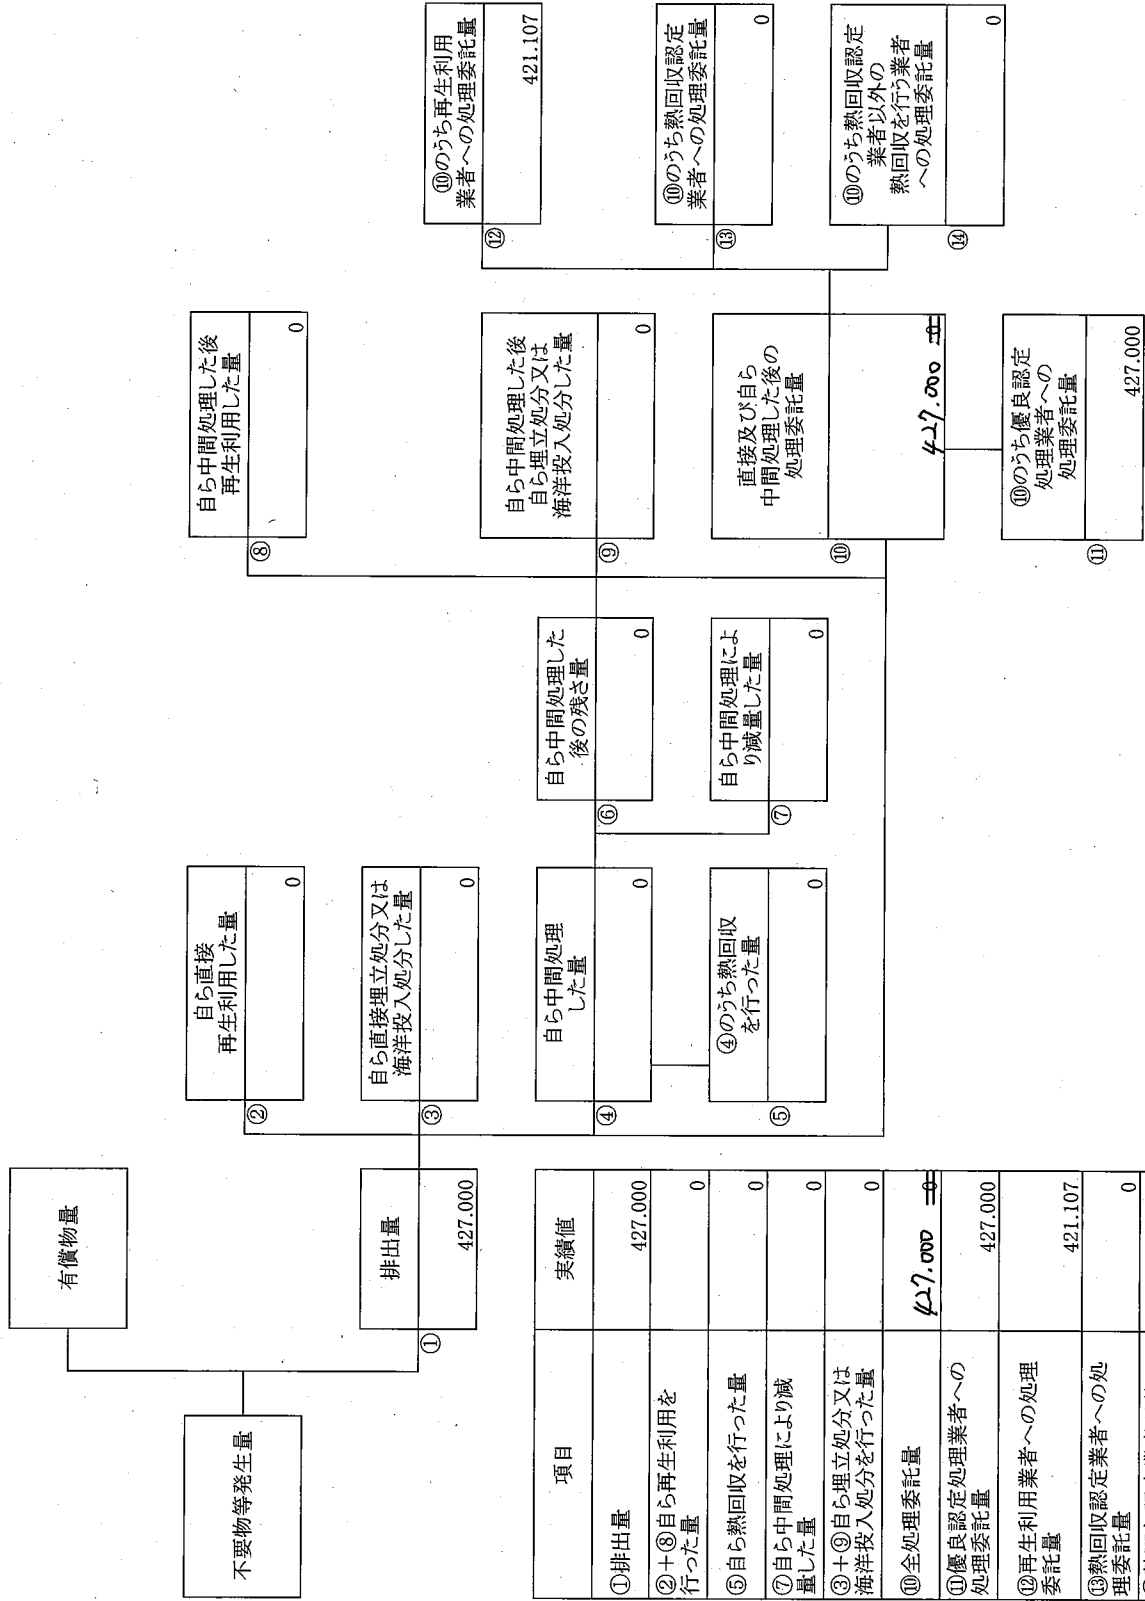 不要物等発生量
有償物量
排出量
①
427.000
自ら直接
再生利用した量
②
0
自ら直接埋立処分又は
海洋投入処分した量
③
0
自ら中間処理
した量
④
0
④のうち熱回収
を行った量
⑤
0
自ら中間処理した
後の残さ量
⑥
0
自ら中間処理によ
り減量した量
⑦
0
自ら中間処理した後
再生利用した量
⑧
0
自ら中間処理した後
自ら埋立処分又は
海洋投入処分した量
⑨
0
直接及び自ら
中間処理した後の
処理委託量
⑩
427.000 0
⑩のうち優良認定
処理業者への
処理委託量
⑪
427.000
⑩のうち再生利用
業者への処理委託量
⑫
421.107
⑩のうち熱回収認定
業者への処理委託量
⑬
0
⑩のうち熱回収認定
業者以外の
熱回収を行う業者
への処理委託量
⑭
0
項目 実績値
①排出量 427.000
②+⑧自ら再生利用を
行った量 0
⑤自ら熱回収を行った量 0
⑦自ら中間処理により減
量した量 0
③+⑨自ら埋立処分又は
海洋投入処分を行った量 0
⑩全処理委託量 427.000 0
⑪優良認定処理業者への
処理委託量 427.000
⑫再生利用業者への処理
委託量 421.107
⑬熱回収認定業者への処
理委託量 0